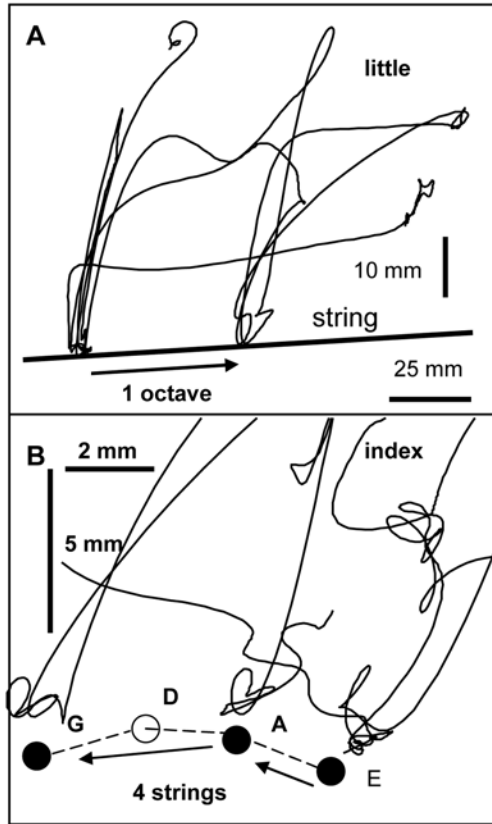 A
little
10 mm
string
1 octave
25 mm
B
2 mm
index
5 mm
D
G
A
E
4 strings